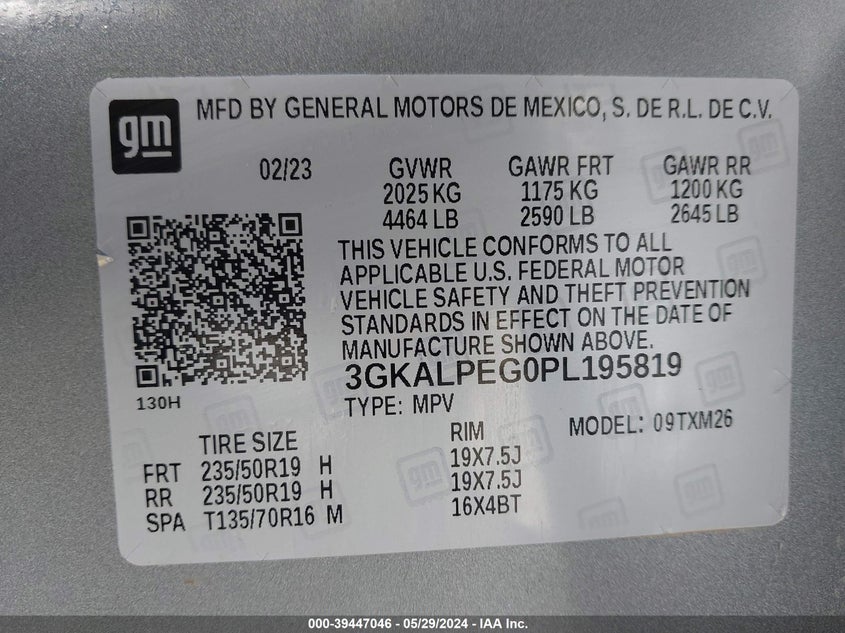 gm
MFD BY GENERAL MOTORS DE MEXICO, S. DE R.L. DE C.V.
02/23 GVWR GAWR FRT GAWR RR
2025 KG 1175 KG 1200 KG
4464 LB 2590 LB 2645 LB
THIS VEHICLE CONFORMS TO ALL
APPLICABLE U.S. FEDERAL MOTOR
VEHICLE SAFETY AND THEFT PREVENTION
STANDARDS IN EFFECT ON THE DATE OF
MANUFACTURE SHOWN ABOVE.
3GKALPEG0PL195819
130H
TYPE: MPV MODEL: 09TXM26
TIRE SIZE RIM
FRT 235/50R19 H 19X7.5J
RR 235/50R19 H 19X7.5J
SPA T135/70R16 M 16X4BT
000-39447046 - 05/29/2024 - IAA Inc.